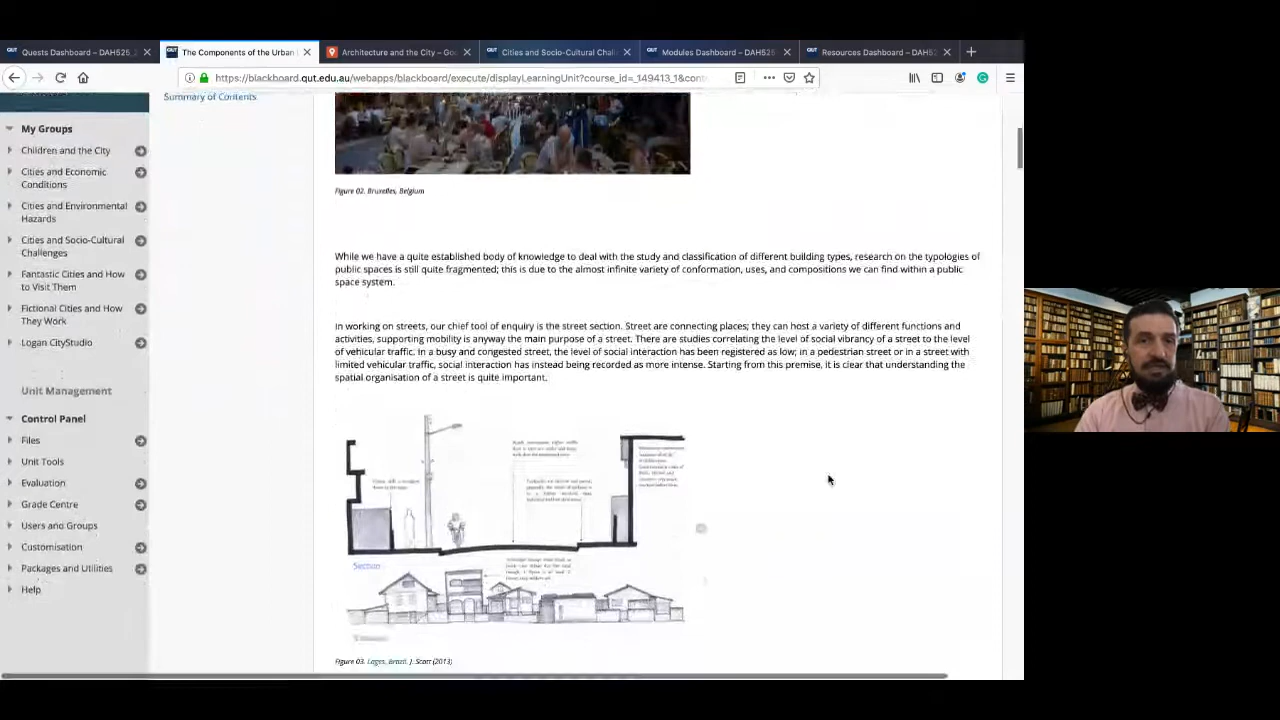 Quests Dashboard – DAH525_
The Components of the Urban
Architecture and the City – Go
Cities and Socio-Cultural Chal
Modules Dashboard – DAH525
Resources Dashboard – DAH52
https://blackboard.qut.edu.au/webapps/blackboard/execute/displayLearningUnit?course_id=_149413_1&cont
Summary of Contents
My Groups
Children and the City
Cities and Economic
Conditions
Cities and Environmental
Hazards
Cities and Socio-Cultural
Challenges
Fantastic Cities and How
to Visit Them
Fictional Cities and How
They Work
Logan CityStudio
Unit Management
Control Panel
Files
Unit Tools
Evaluation
Grade Centre
Users and Groups
Customisation
Packages and Utilities
Help
Figure 02. Bruxelles, Belgium
While we have a quite established body of knowledge to deal with the study and classification of different building types, research on the typologies of
public spaces is still quite fragmented; this is due to the almost infinite variety of conformation, uses, and compositions we can find within a public
space system.
In working on streets, our chief tool of enquiry is the street section. Street are connecting places; they can host a variety of different functions and
activities, supporting mobility is anyway the main purpose of a street. There are studies correlating the level of social vibrancy of a street to the level
of vehicular traffic. In a busy and congested street, the level of social interaction has been registered as low; in a pedestrian street or in a street with
limited vehicular traffic, social interaction has instead being recorded as more intense. Starting from this premise, it is clear that understanding the
spatial organisation of a street is quite important.
Section
Figure 03. Lages, Brazil. J. Scott (2013)